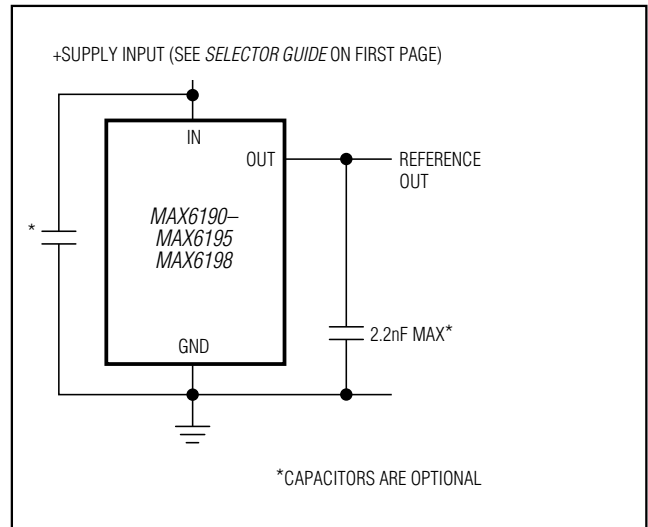 +SUPPLY INPUT (SEE SELECTOR GUIDE ON FIRST PAGE)
IN
OUT
REFERENCE
OUT
MAX6190–
MAX6195
MAX6198
*
2.2nF MAX*
GND
*CAPACITORS ARE OPTIONAL